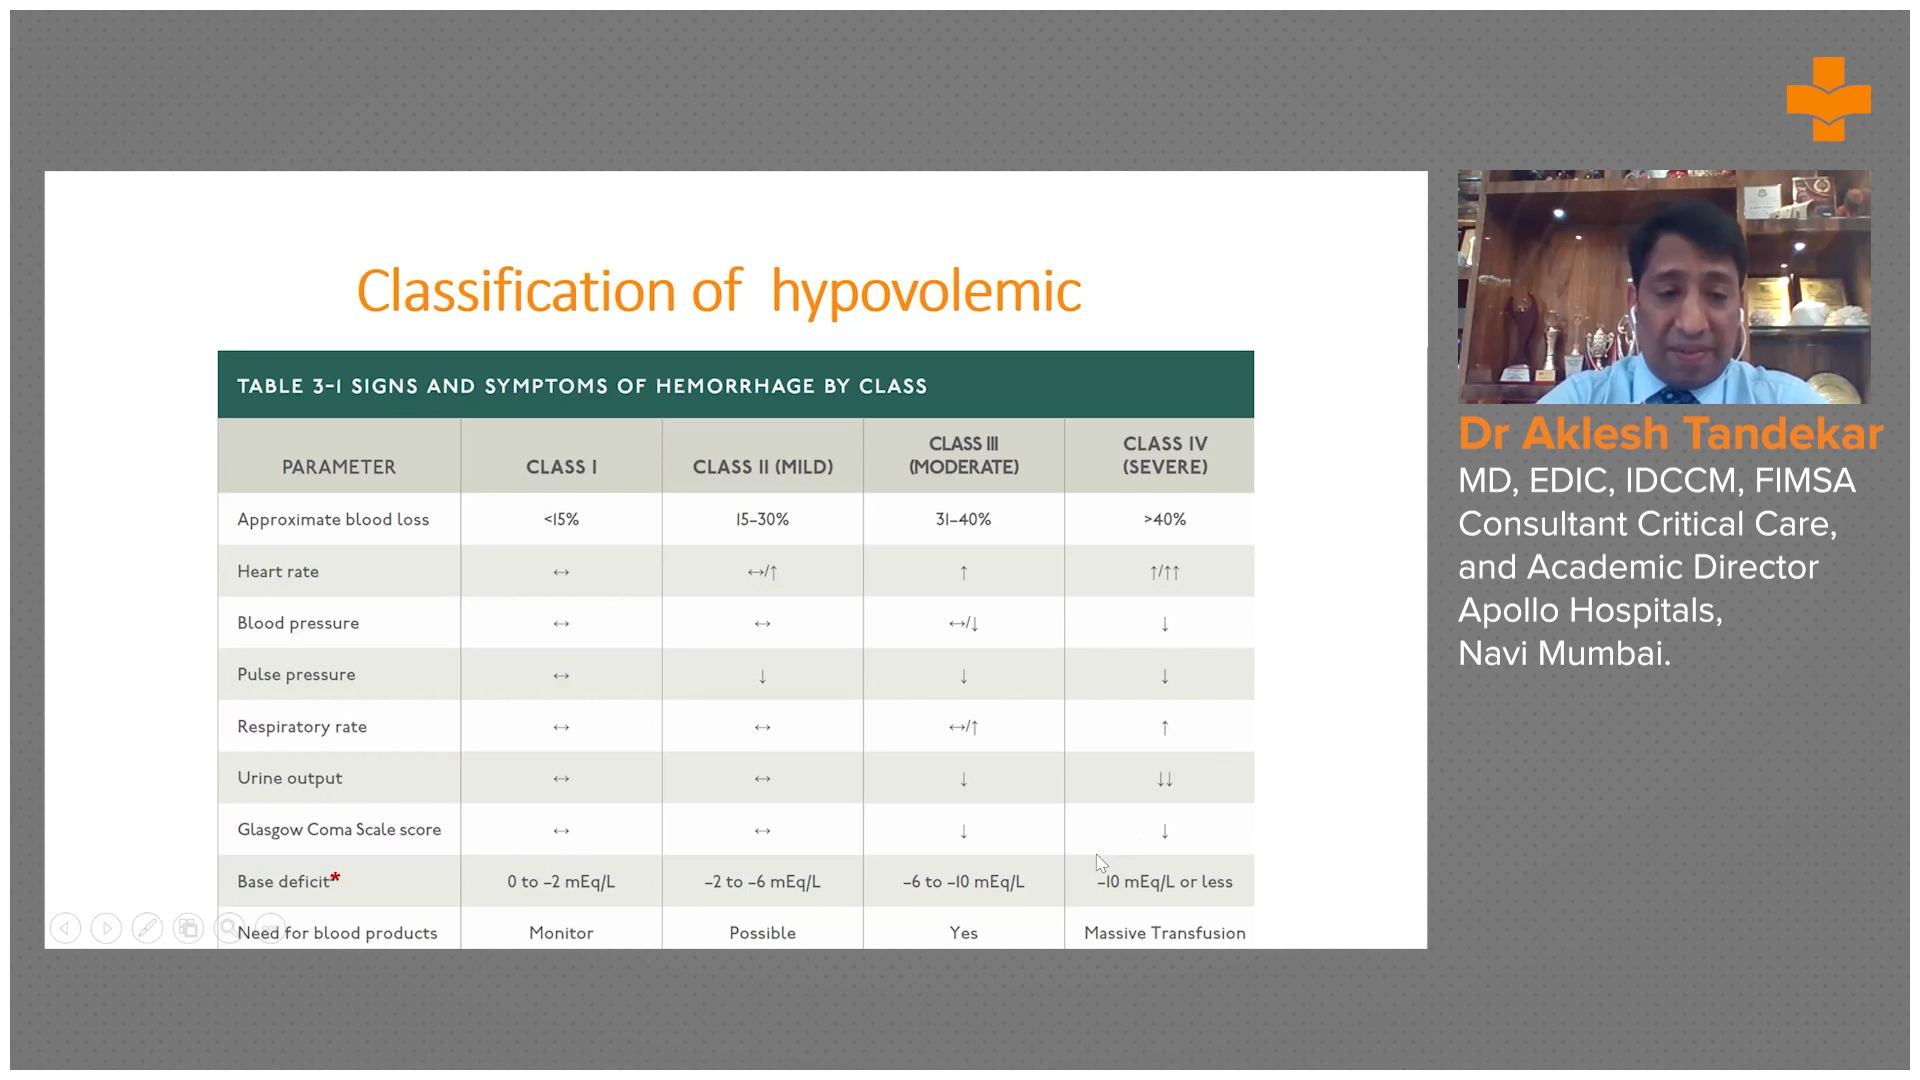 Classification of hypovolemic
TABLE 3-1 SIGNS AND SYMPTOMS OF HEMORRHAGE BY CLASS
PARAMETER CLASS I CLASS II (MILD) CLASS III (MODERATE) CLASS IV (SEVERE)
Approximate blood loss <15% 15–30% 31–40% >40%
Heart rate ↔ ↔/↑ ↑ ↑/↑↑
Blood pressure ↔ ↔ ↔/↓ ↓
Pulse pressure ↔ ↓ ↓ ↓
Respiratory rate ↔ ↔ ↔/↑ ↑
Urine output ↔ ↔ ↓ ↓↓
Glasgow Coma Scale score ↔ ↔ ↓ ↓
Base deficit* 0 to –2 mEq/L –2 to –6 mEq/L –6 to –10 mEq/L –10 mEq/L or less
Need for blood products Monitor Possible Yes Massive Transfusion
Dr Aklesh Tandekar
MD, EDIC, IDCCM, FIMSA
Consultant Critical Care,
and Academic Director
Apollo Hospitals,
Navi Mumbai.